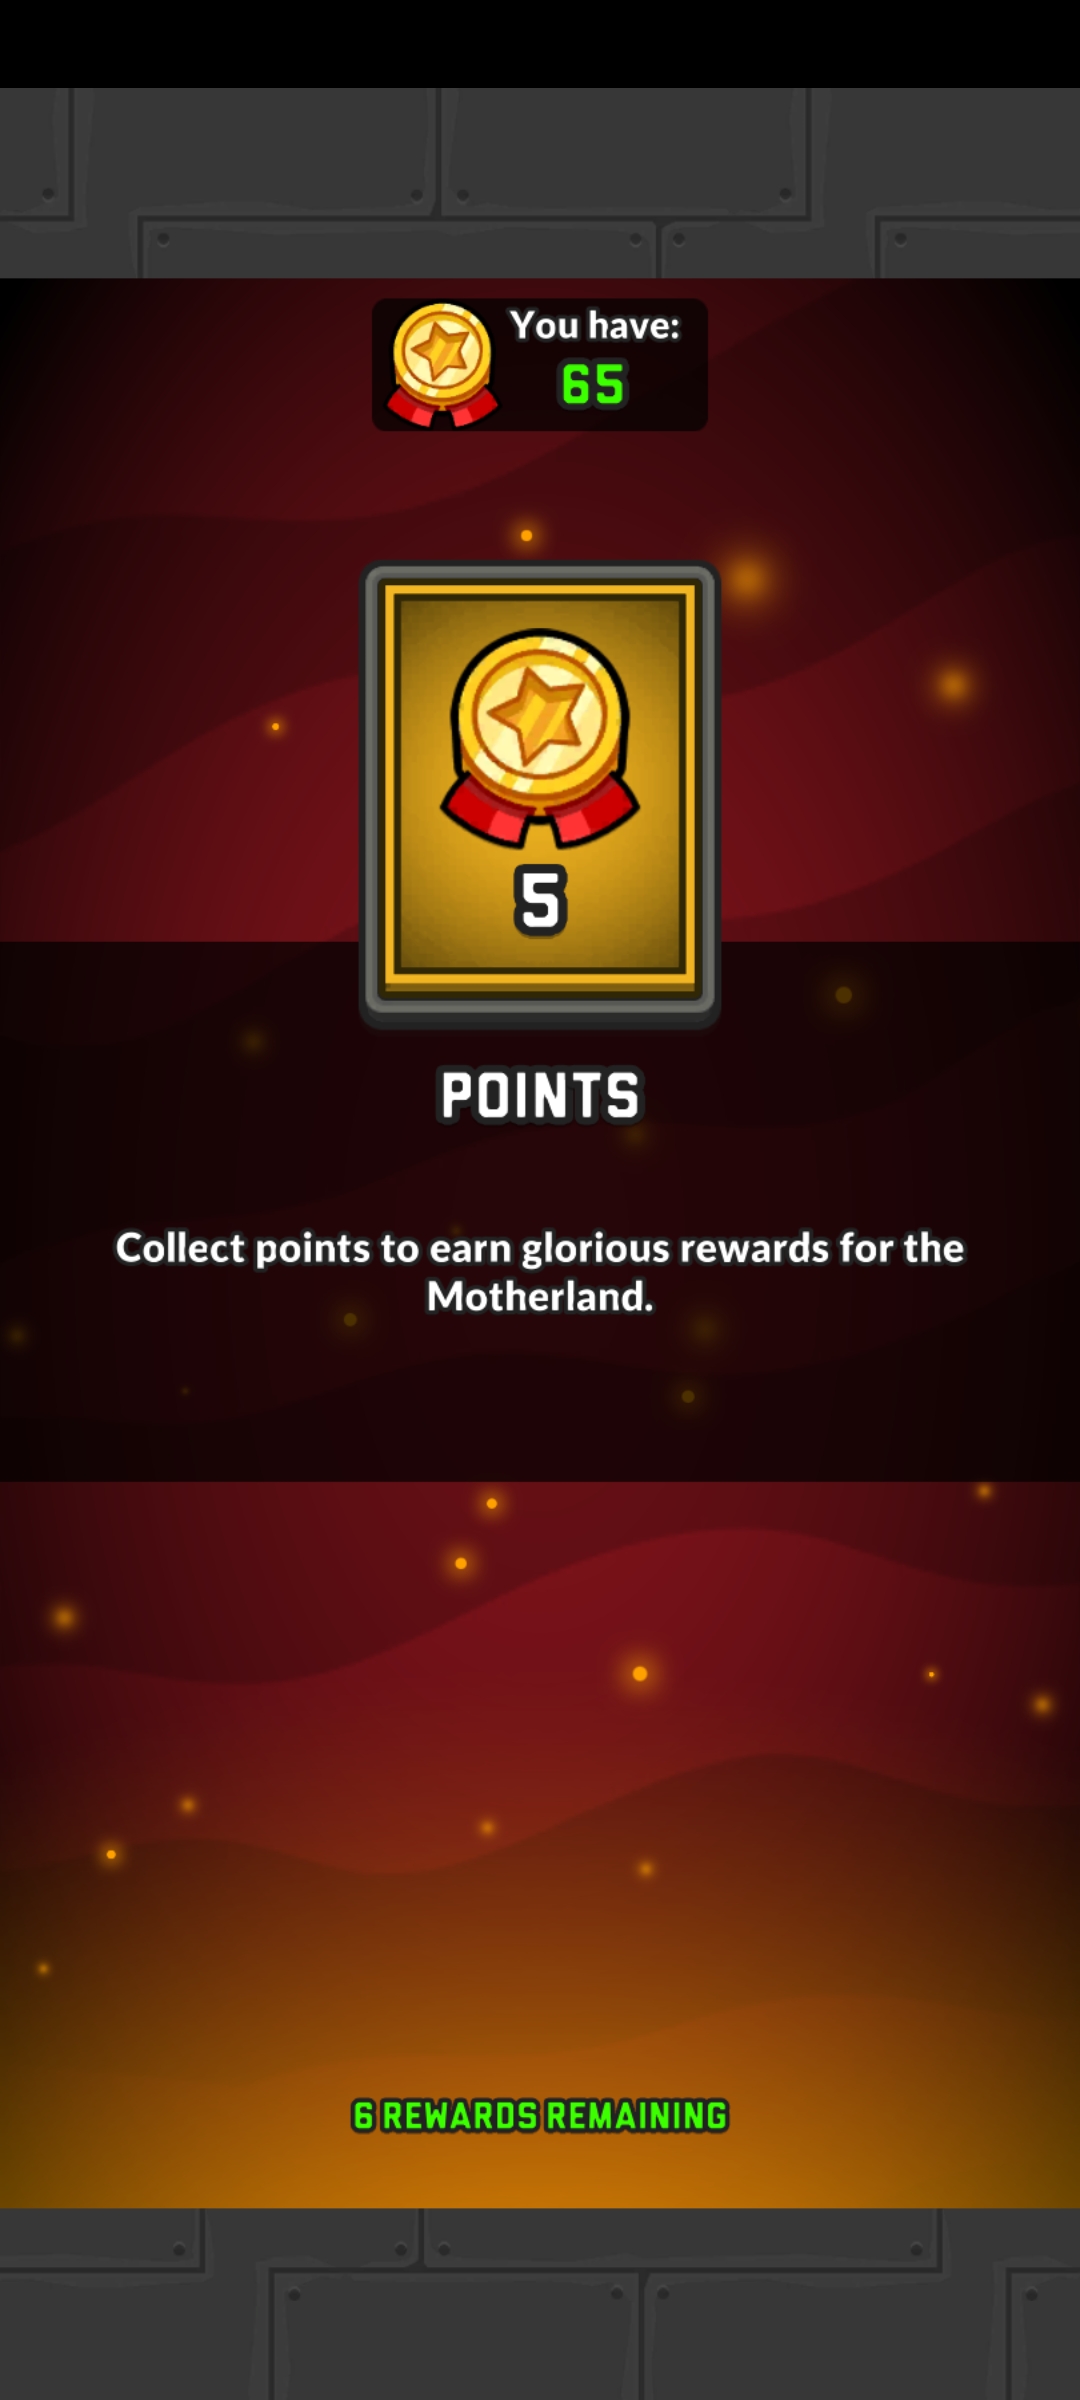 You have:
65
5
POINTS
Collect points to earn glorious rewards for the
Motherland.
6 REWARDS REMAINING